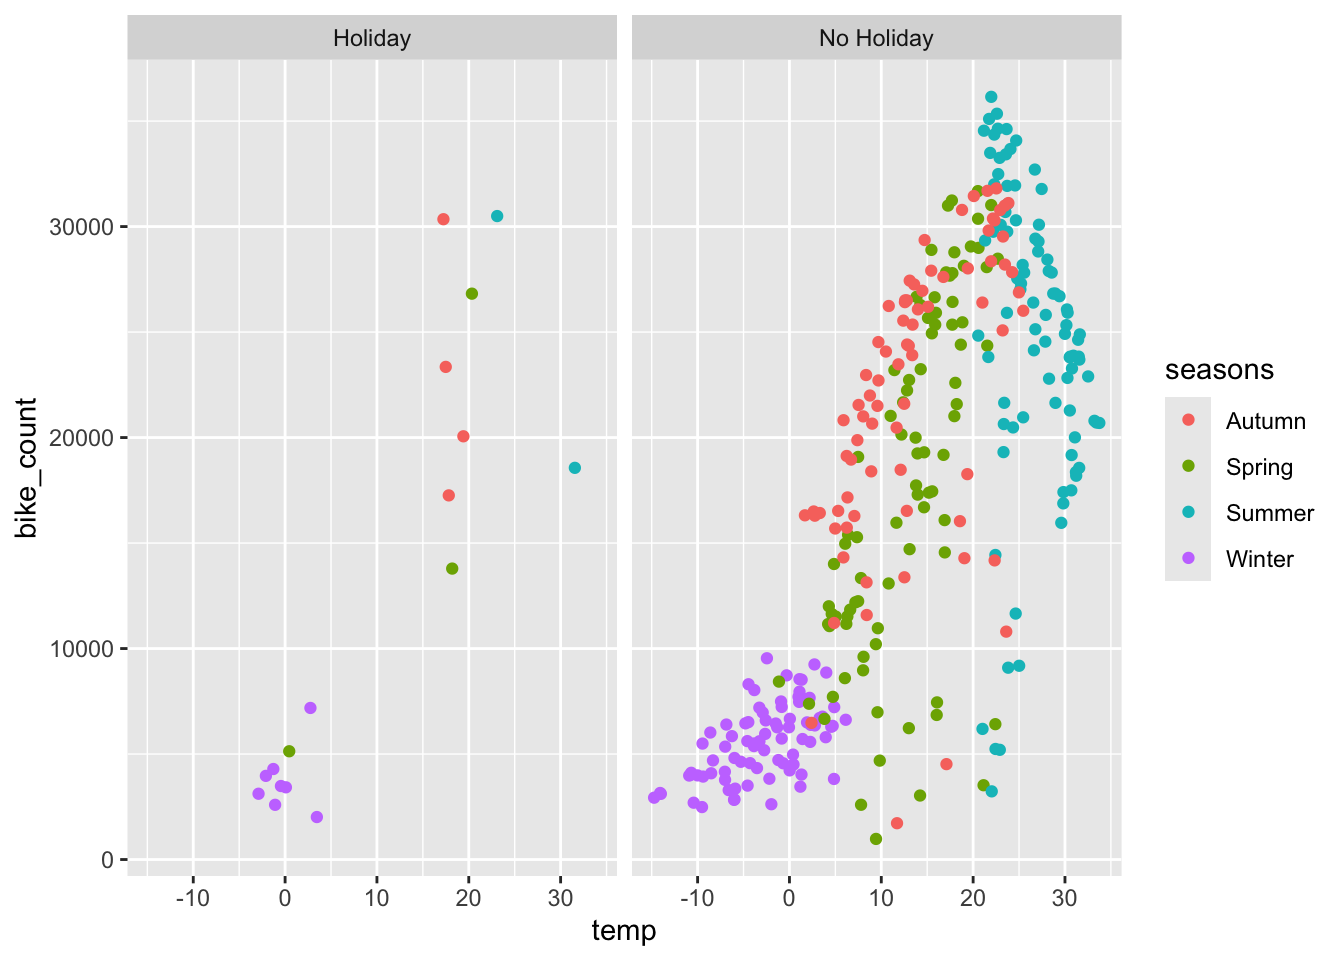 Holiday No Holiday
30000
20000
10000
0
-10 0 10 20 30 -10 0 10 20 30
temp
bike_count
seasons
Autumn
Spring
Summer
Winter